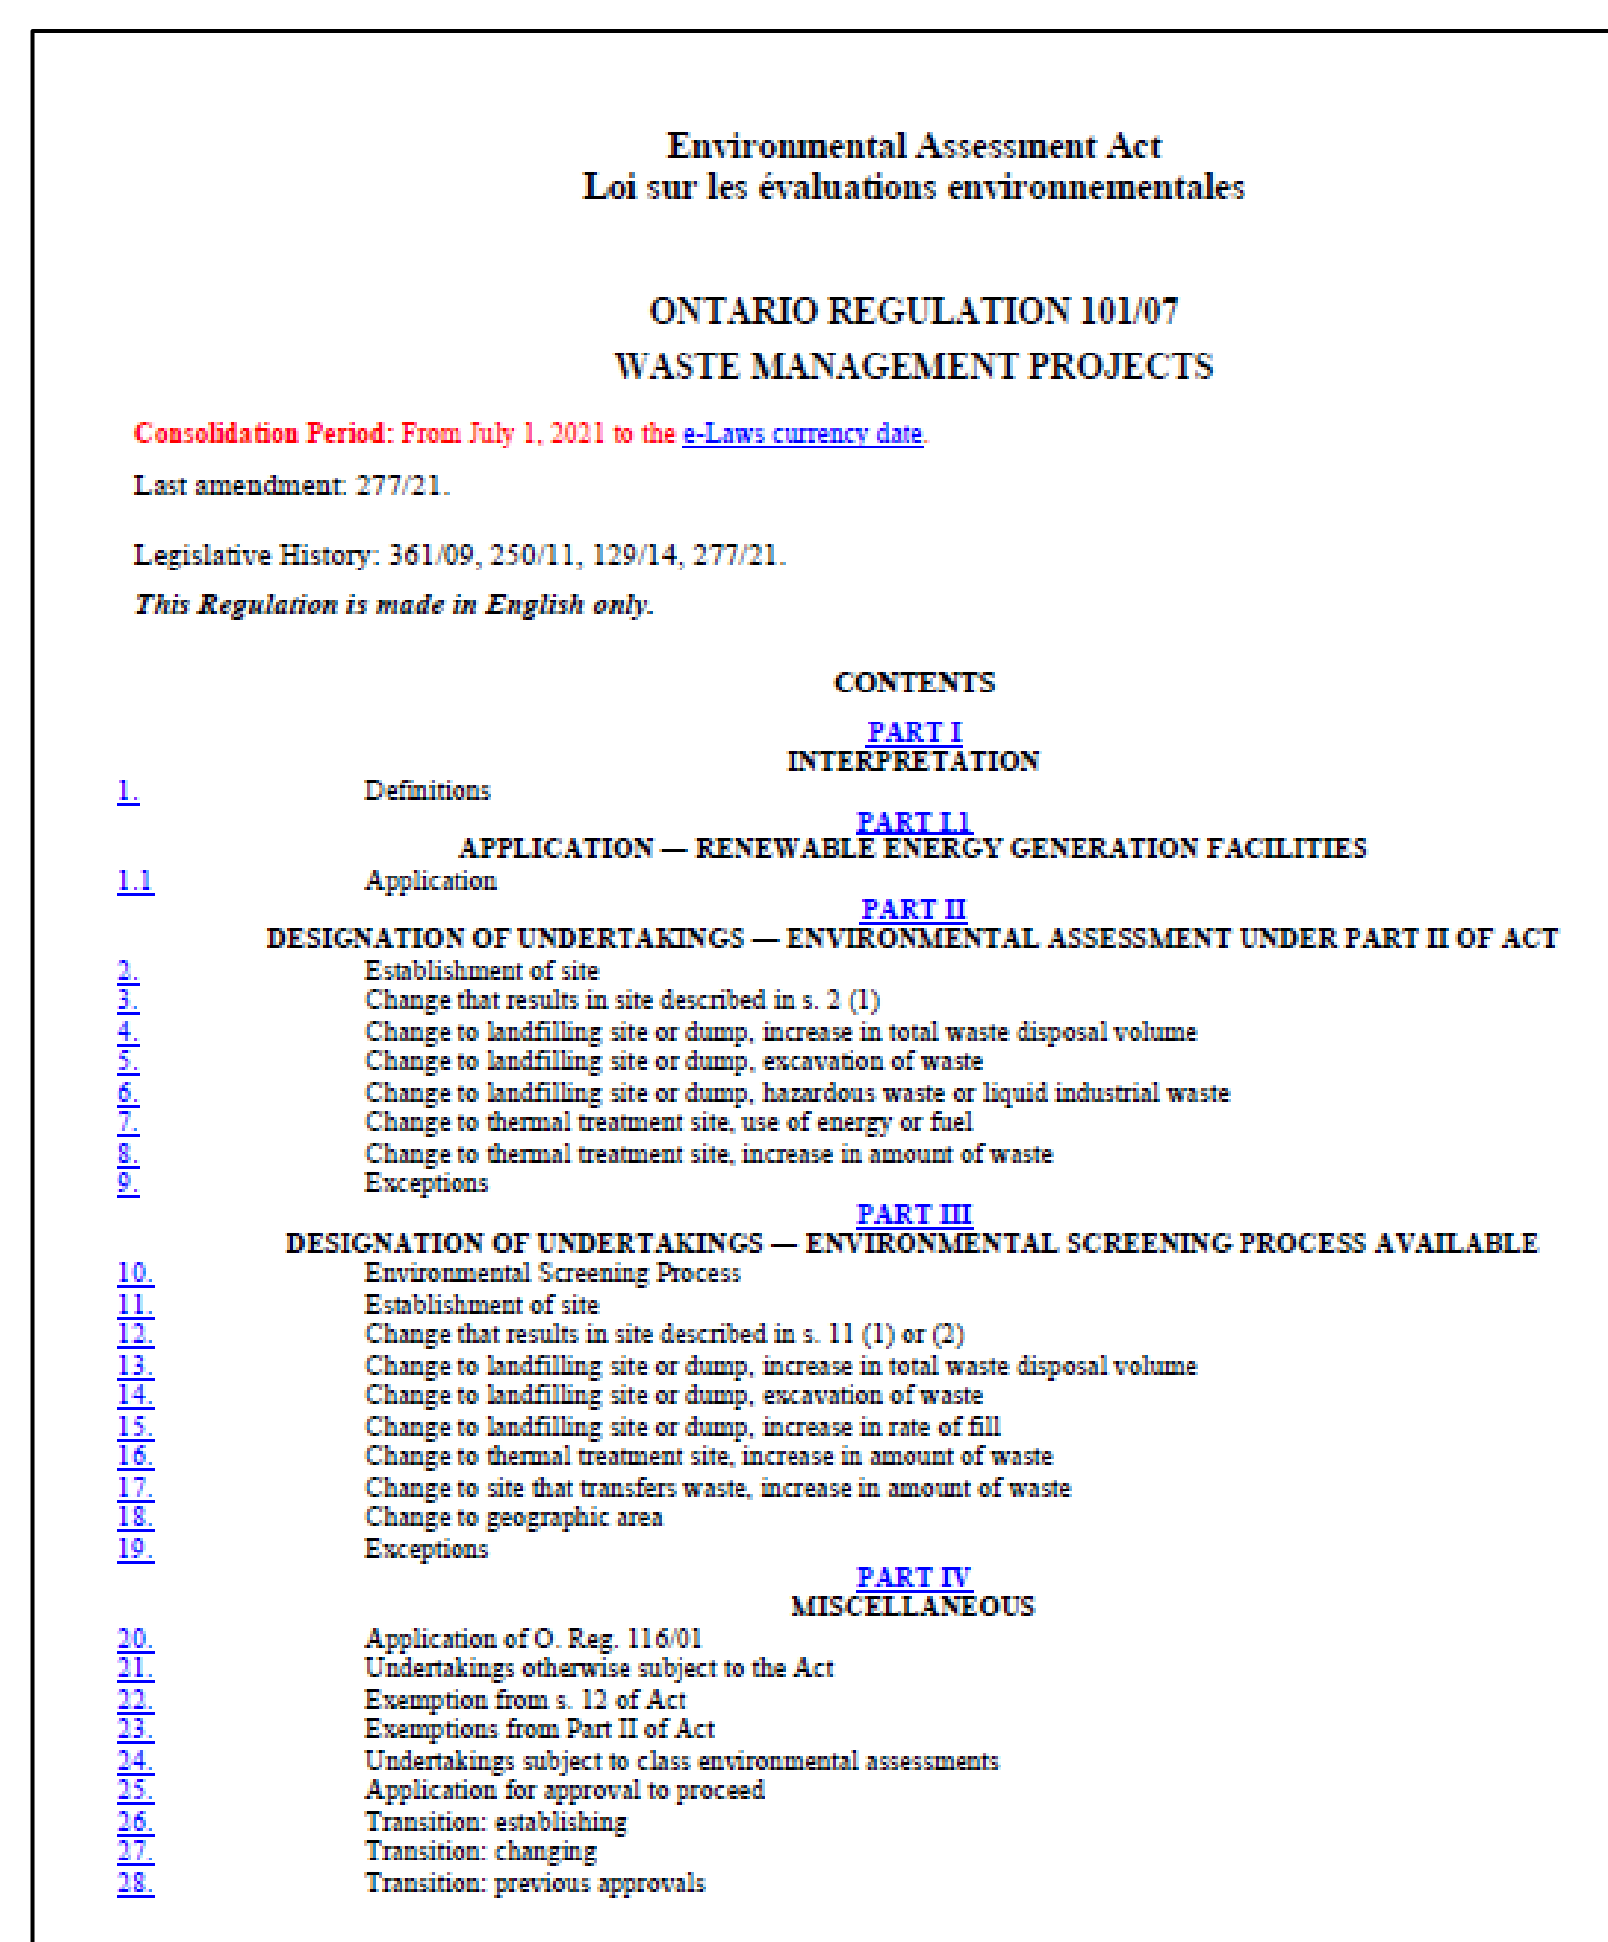 Environmental Assessment Act
Loi sur les évaluations environnementales
ONTARIO REGULATION 101/07
WASTE MANAGEMENT PROJECTS
Consolidation Period: From July 1, 2021 to the e-Laws currency date.
Last amendment: 277/21.
Legislative History: 361/09, 250/11, 129/14, 277/21.
This Regulation is made in English only.
CONTENTS
PART I
INTERPRETATION
1. Definitions
PART I.1
APPLICATION — RENEWABLE ENERGY GENERATION FACILITIES
1.1 Application
PART II
DESIGNATION OF UNDERTAKINGS — ENVIRONMENTAL ASSESSMENT UNDER PART II OF ACT
2. Establishment of site
3. Change that results in site described in s. 2 (1)
4. Change to landfilling site or dump, increase in total waste disposal volume
5. Change to landfilling site or dump, excavation of waste
6. Change to landfilling site or dump, hazardous waste or liquid industrial waste
7. Change to thermal treatment site, use of energy or fuel
8. Change to thermal treatment site, increase in amount of waste
9. Exceptions
PART III
DESIGNATION OF UNDERTAKINGS — ENVIRONMENTAL SCREENING PROCESS AVAILABLE
10. Environmental Screening Process
11. Establishment of site
12. Change that results in site described in s. 11 (1) or (2)
13. Change to landfilling site or dump, increase in total waste disposal volume
14. Change to landfilling site or dump, excavation of waste
15. Change to landfilling site or dump, increase in rate of fill
16. Change to thermal treatment site, increase in amount of waste
17. Change to site that transfers waste, increase in amount of waste
18. Change to geographic area
19. Exceptions
PART IV
MISCELLANEOUS
20. Application of O. Reg. 116/01
21. Undertakings otherwise subject to the Act
22. Exemption from s. 12 of Act
23. Exemptions from Part II of Act
24. Undertakings subject to class environmental assessments
25. Application for approval to proceed
26. Transition: establishing
27. Transition: changing
28. Transition: previous approvals